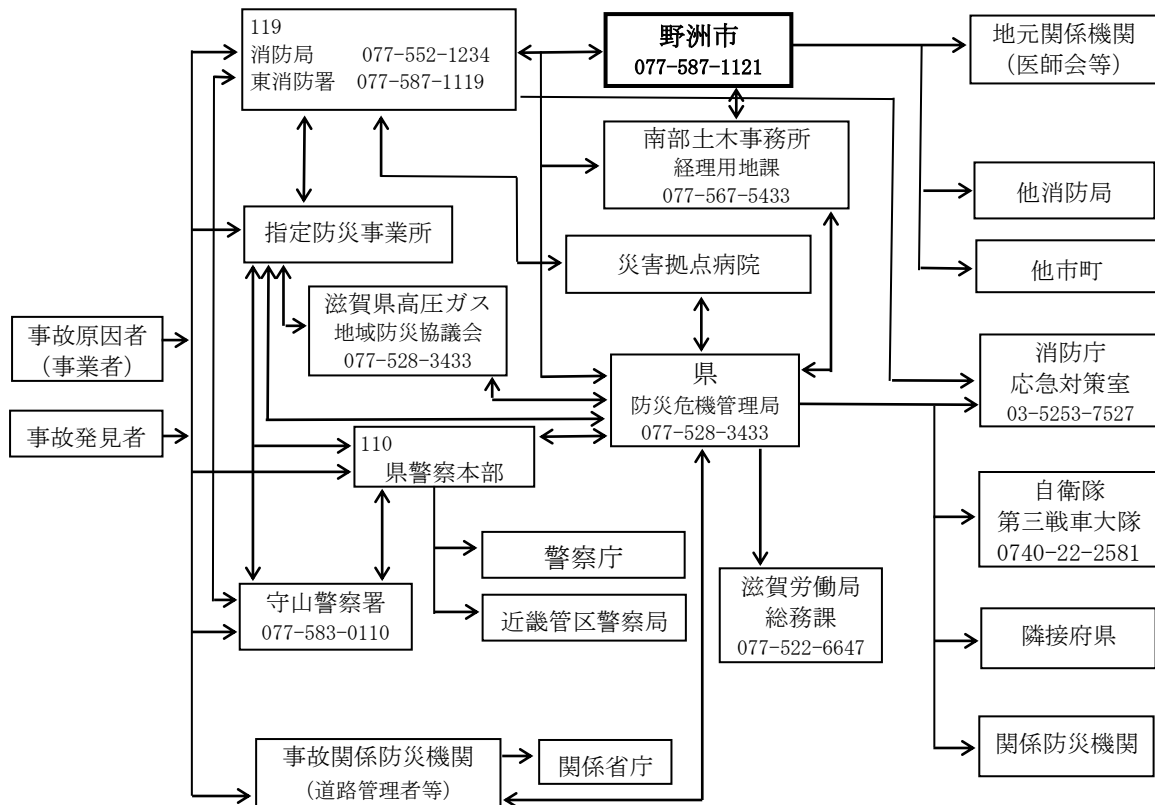 119
消防局 077-552-1234
東消防署 077-587-1119
野洲市
077-587-1121
地元関係機関
（医師会等）
南部土木事務所
経理用地課
077-567-5433
他消防局
指定防災事業所
災害拠点病院
他市町
滋賀県高圧ガス
地域防災協議会
077-528-3433
事故原因者
（事業者）
県
防災危機管理局
077-528-3433
消防庁
応急対策室
03-5253-7527
事故発見者
110
県警察本部
自衛隊
第三戦車大隊
0740-22-2581
警察庁
守山警察署
077-583-0110
近畿管区警察局
滋賀労働局
総務課
077-522-6647
隣接府県
事故関係防災機関
（道路管理者等）
関係省庁
関係防災機関